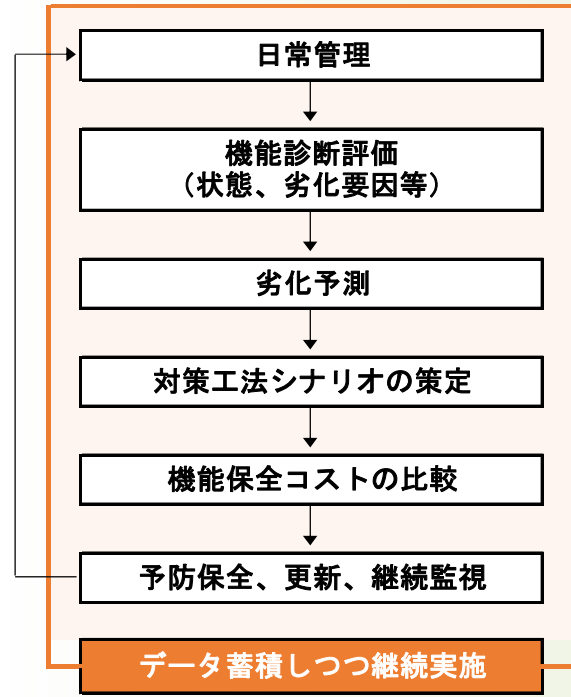 日常管理
機能診断評価
（状態、劣化要因等）
劣化予測
対策工法シナリオの策定
機能保全コストの比較
予防保全、更新、継続監視
データ蓄積しつつ継続実施